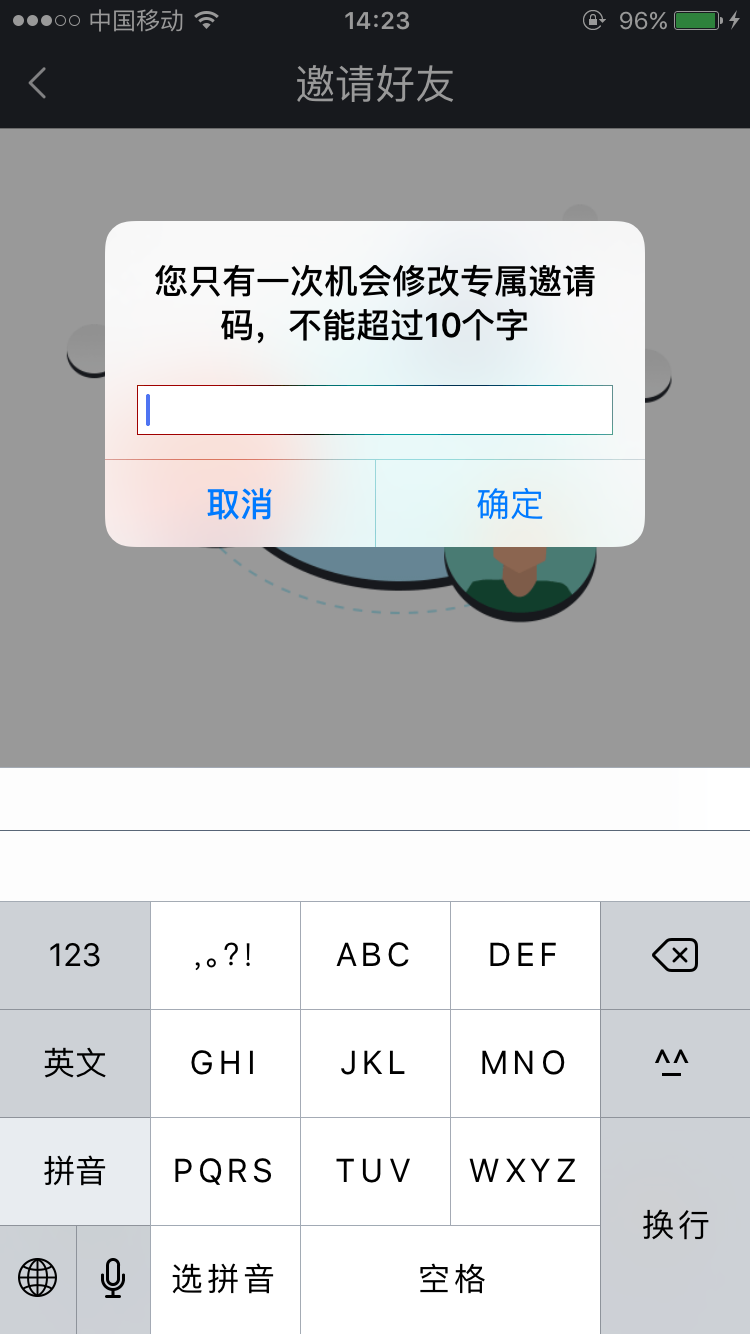 中国移动 14:23 96%
邀请好友
您只有一次机会修改专属邀请
码，不能超过10个字
取消 确定
123 ,。?! ABC DEF
英文 GHI JKL MNO ^^
拼音 PQRS TUV WXYZ
换行
选拼音 空格